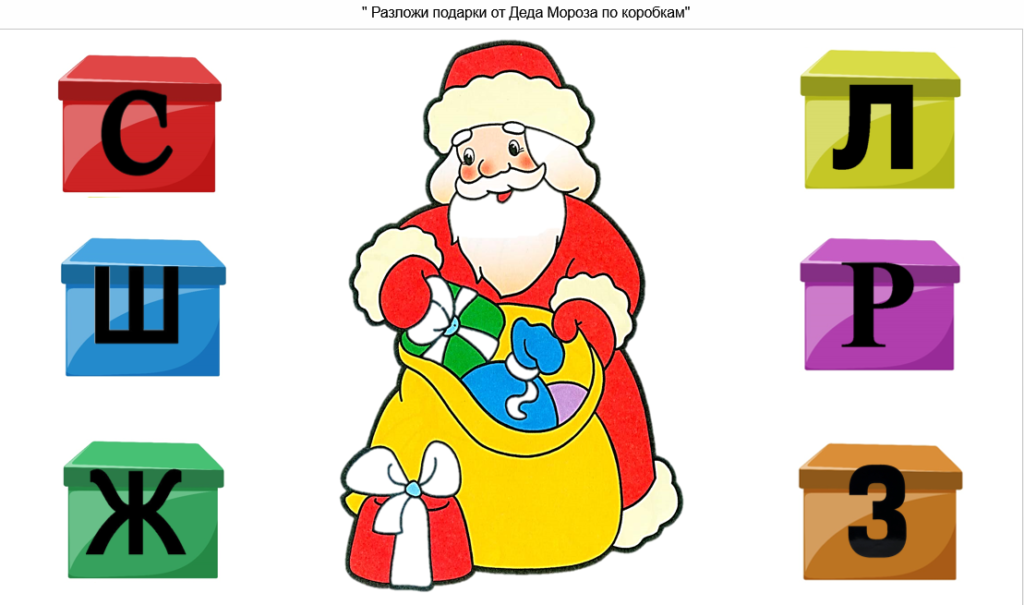 " Разложи подарки от Деда Мороза по коробкам"
С
Л
Ш
Р
Ж
З